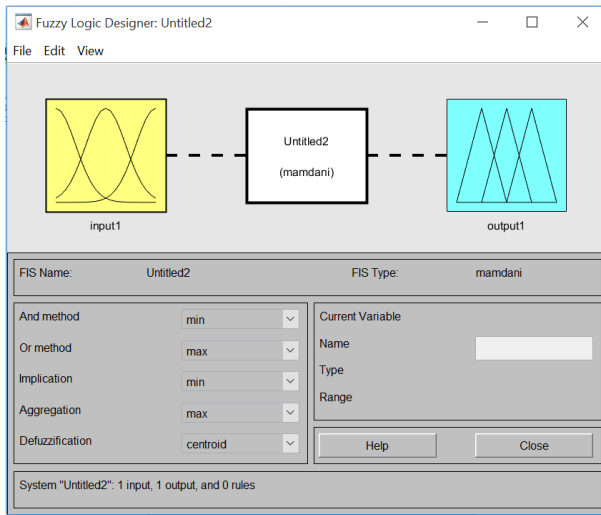 Fuzzy Logic Designer: Untitled2
File Edit View
Untitled2
(mamdani)
input1
output1
FIS Name: Untitled2 FIS Type: mamdani
And method min
Or method max
Implication min
Aggregation max
Defuzzification centroid
Current Variable
Name
Type
Range
Help Close
System "Untitled2": 1 input, 1 output, and 0 rules